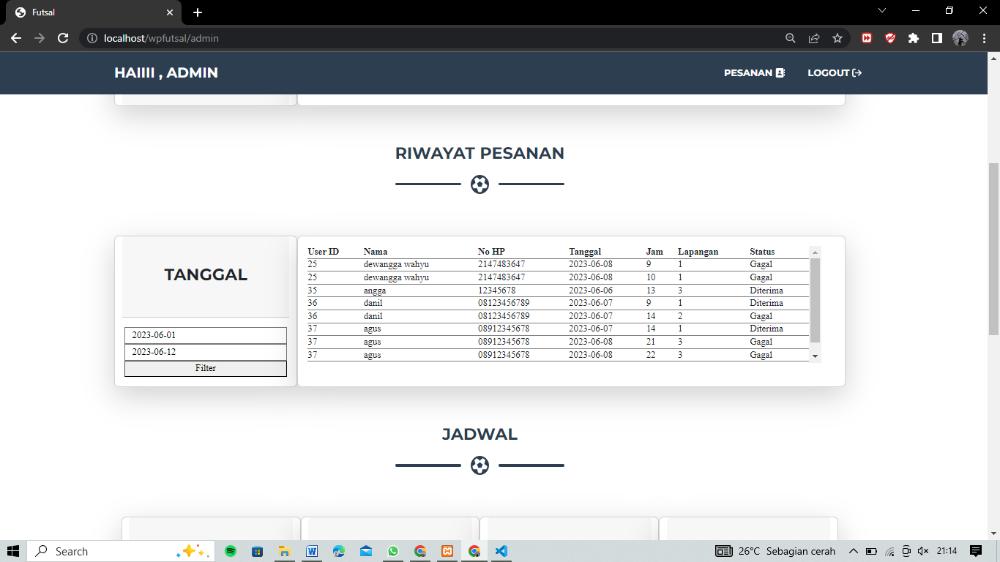 Futsal
localhost/wpfutsal/admin
HAIIII , ADMIN
PESANAN
LOGOUT
RIWAYAT PESANAN
TANGGAL
2023-06-01
2023-06-12
Filter
User ID Nama No HP Tanggal Jam Lapangan Status
25 dewangga wahyu 2147483647 2023-06-08 9 1 Gagal
25 dewangga wahyu 2147483647 2023-06-08 10 1 Gagal
35 angga 12345678 2023-06-06 13 3 Diterima
36 danil 08123456789 2023-06-07 9 1 Diterima
36 danil 08123456789 2023-06-07 14 2 Gagal
37 agus 08912345678 2023-06-07 14 1 Diterima
37 agus 08912345678 2023-06-08 21 3 Gagal
37 agus 08912345678 2023-06-08 22 3 Gagal
JADWAL
Search
26°C Sebagian cerah
21:14